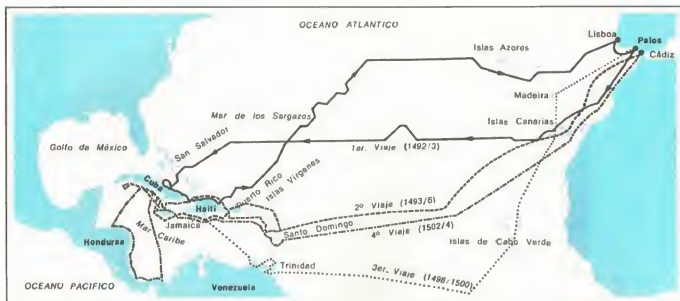 OCEANO ATLANTICO
Lisboa
Palos
CÁdiz
Islas Azores
Madeira
Mar de los Sargazos
Islas Canarias
San Salvador
1er. Viaje (1492/3)
Golfo de México
Cuba
Puerto Rico
Islas Vírgenes
Haití
2º Viaje (1493/6)
Jamaica
Santo Domingo
4º Viaje (1502/4)
Honduras
Mar Caribe
Islas de Cabo Verde
Trinidad
3er. Viaje (1498/1500)
OCEANO PACIFICO
Venezuela